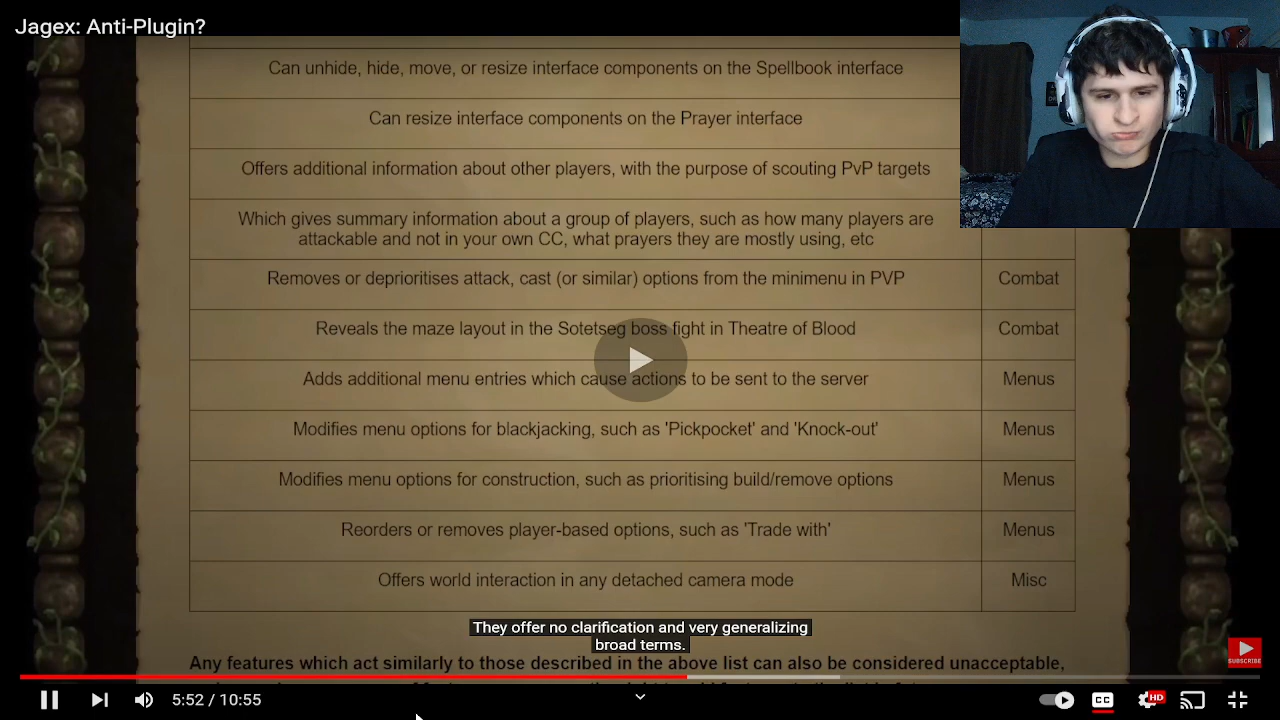 Jagex: Anti-Plugin?
Can unhide, hide, move, or resize interface components on the Spellbook interface
Can resize interface components on the Prayer interface
Offers additional information about other players, with the purpose of scouting PvP targets
Which gives summary information about a group of players, such as how many players are
attackable and not in your own CC, what prayers they are mostly using, etc
Removes or deprioritises attack, cast (or similar) options from the minimenu in PVP Combat
Reveals the maze layout in the Sotetseg boss fight in Theatre of Blood Combat
Adds additional menu entries which cause actions to be sent to the server Menus
Modifies menu options for blackjacking, such as 'Pickpocket' and 'Knock-out' Menus
Modifies menu options for construction, such as prioritising build/remove options Menus
Reorders or removes player-based options, such as 'Trade with' Menus
Offers world interaction in any detached camera mode Misc
They offer no clarification and very generalizing
broad terms.
Any features which act similarly to those described in the above list can also be considered unacceptable,
SUBSCRIBE
5:52 / 10:55
CC
HD